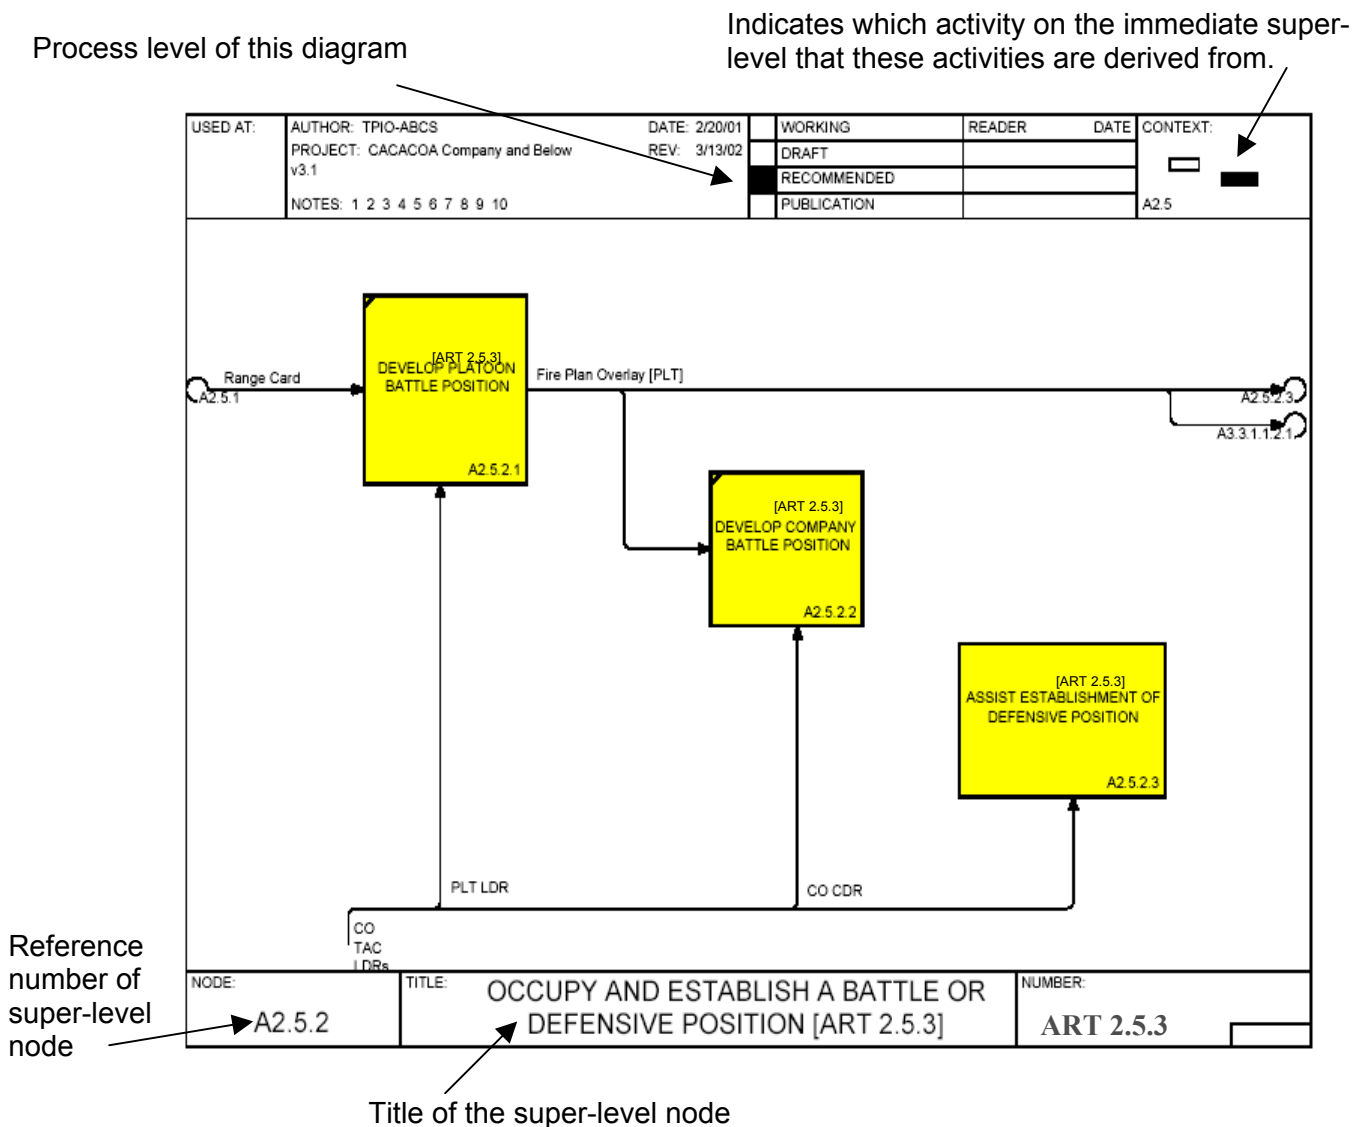 Process level of this diagram
Indicates which activity on the immediate super-
level that these activities are derived from.
USED AT:
AUTHOR: TPIO-ABCS
DATE: 2/20/01
PROJECT: CACACOA Company and Below
REV: 3/13/02
v3.1
NOTES: 1 2 3 4 5 6 7 8 9 10
WORKING
DRAFT
RECOMMENDED
PUBLICATION
READER DATE
CONTEXT:
A2.5
Range Card
A2.5.1
[ART 2.5.3]
DEVELOP PLATOON
BATTLE POSITION
A2.5.2.1
Fire Plan Overlay [PLT]
A2.5.2.3
A3.3.1.1.2.1
[ART 2.5.3]
DEVELOP COMPANY
BATTLE POSITION
A2.5.2.2
[ART 2.5.3]
ASSIST ESTABLISHMENT OF
DEFENSIVE POSITION
A2.5.2.3
PLT LDR
CO CDR
CO
TAC
LDRs
Reference
number of
super-level
node
NODE:
A2.5.2
TITLE:
OCCUPY AND ESTABLISH A BATTLE OR
DEFENSIVE POSITION [ART 2.5.3]
NUMBER:
ART 2.5.3
Title of the super-level node